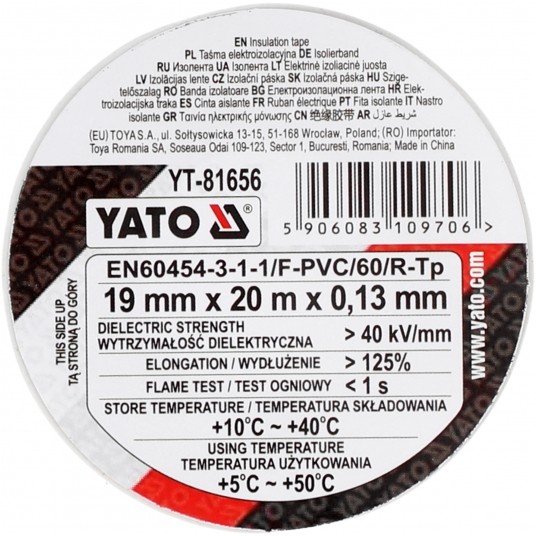 EN Insulation tape
PL Taśma elektroizolacyjna DE Isolierband
RU Изолента UA Ізолента LT Elektrinė izoliacinė juosta
LV Izolācijas lente CZ Izolační páska SK Izolačná páska HU Szige-
telőszalag RO Banda izolatoare BG Електроизолационна лента HR Elek-
troizolacijska traka ES Cinta aislante FR Ruban électrique PT Fita isolante IT Nastro
isolante GR Ταινία ηλεκτρικής μόνωσης CN 绝缘胶带 AR شريط عازل
(EU) TOYA S.A., ul. Sołtysowicka 13-15, 51-168 Wrocław, Poland; (RO) Importator:
Toya Romania SA, Soseaua Odai 109-123, Sector 1, Bucuresti, Romania; Made in China
YT-81656
YATO ®
5 906083 109706 >
EN60454-3-1-1/F-PVC/60/R-Tp
19 mm x 20 m x 0,13 mm
DIELECTRIC STRENGTH
WYTRZYMAŁOŚĆ DIELEKTRYCZNA > 40 kV/mm
ELONGATION / WYDŁUŻENIE > 125%
FLAME TEST / TEST OGNIOWY < 1 s
STORE TEMPERATURE / TEMPERATURA SKŁADOWANIA
+10°C ~ +40°C
USING TEMPERATURE
TEMPERATURA UŻYTKOWANIA
+5°C ~ +50°C
THIS SIDE UP
TĄ STRONĄ DO GÓRY
www.yato.com
YATO